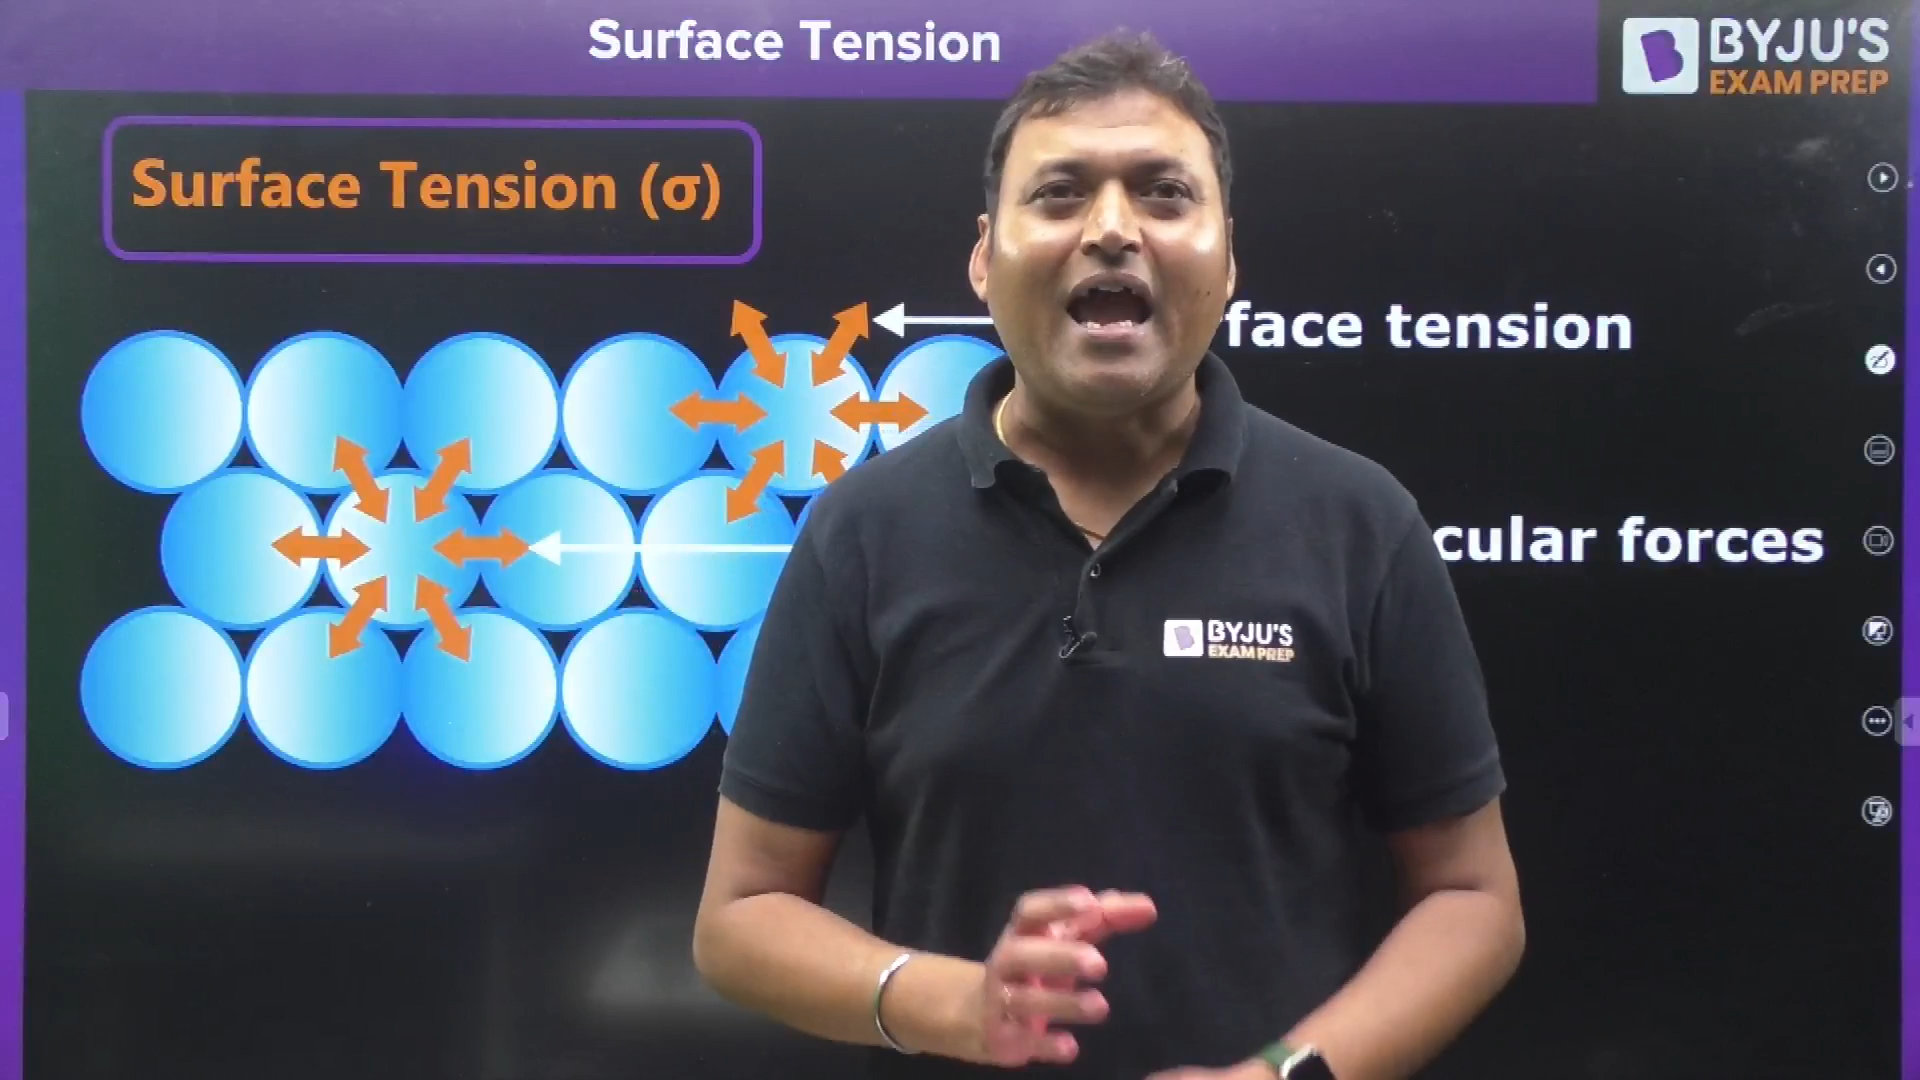 Surface Tension
BYJU'S
EXAM PREP
Surface Tension (σ)
face tension
cular forces
BYJU'S
EXAM PREP